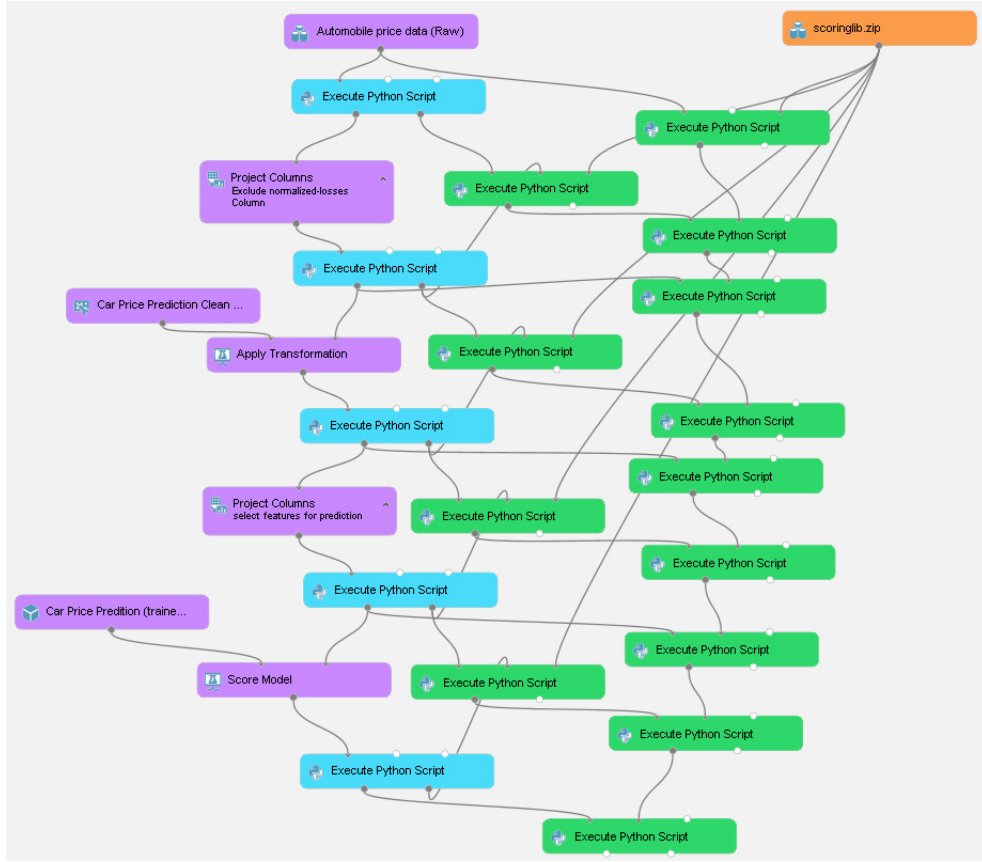 Automobile price data (Raw)
scoringlib.zip
Execute Python Script
Execute Python Script
Project Columns
Exclude normalized-losses
Column
Execute Python Script
Execute Python Script
Execute Python Script
Execute Python Script
Car Price Prediction Clean ...
Apply Transformation
Execute Python Script
Execute Python Script
Execute Python Script
Execute Python Script
Project Columns
select features for prediction
Execute Python Script
Execute Python Script
Execute Python Script
Car Price Predition (traine...
Execute Python Script
Score Model
Execute Python Script
Execute Python Script
Execute Python Script
Execute Python Script